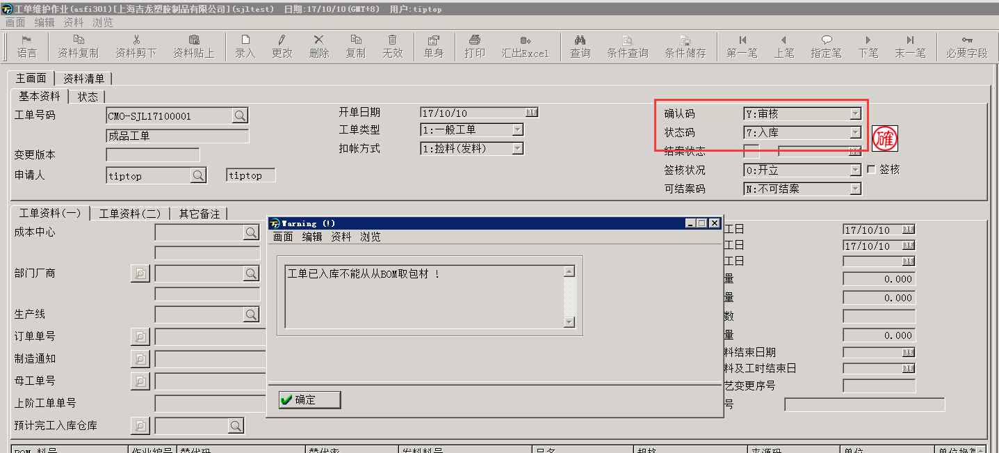 工单维护作业(asfi301)[上海吉龙塑胶制品有限公司](sjltest) 日期:17/10/10(GMT+8) 用户:tiptop
画面 编辑 资料 浏览
语言 资料复制 资料剪下 资料贴上 录入 更改 删除 复制 无效 单身 打印 汇出Excel 查询 条件查询 条件储存 第一笔 上笔 指定笔 下笔 末一笔 必要字段
主画面 资料清单
基本资料 状态
工单号码 CMO-SJL17100001 开单日期 17/10/10 确认码 Y:审核
成品工单 工单类型 1:一般工单 状态码 7:入库 確
变更版本 扣帐方式 1:捡料(发料) 结案状态
申请人 tiptop tiptop 签核状况 0:开立 签核
可结案码 N:不可结案
工单资料(一) 工单资料(二) 其它备注
成本中心 工日 17/10/10
工日 17/10/10
工日
部门厂商 量 0.000
量 0.000
生产线 数
订单单号 量 0.000
制造通知 料结束日期
料及工时结束日
母工单号 艺变更序号
上阶工单单号 号
预计完工入库仓库
Warning (!)
画面 编辑 资料 浏览
工单已入库不能从从BOM取包材 !
确定
BOM 料号 作业编号 替代码 替代率 发料料号 品名 规格 来源码 单位 单位换算